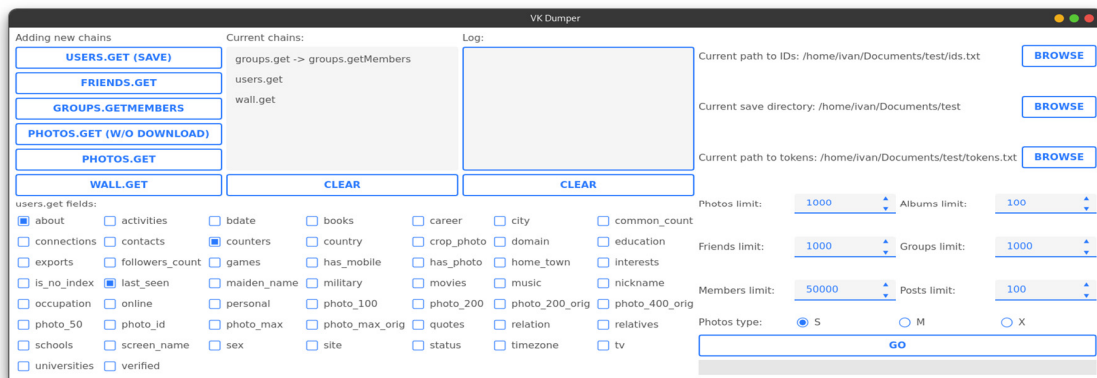 VK Dumper
Adding new chains
USERS.GET (SAVE)
FRIENDS.GET
GROUPS.GETMEMBERS
PHOTOS.GET (W/O DOWNLOAD)
PHOTOS.GET
WALL.GET
Current chains:
groups.get -> groups.getMembers
users.get
wall.get
CLEAR
Log:
CLEAR
users.get fields:
about activities bdate books career city common_count
connections contacts counters country crop_photo domain education
exports followers_count games has_mobile has_photo home_town interests
is_no_index last_seen maiden_name military movies music nickname
occupation online personal photo_100 photo_200 photo_200_orig photo_400_orig
photo_50 photo_id photo_max photo_max_orig quotes relation relatives
schools screen_name sex site status timezone tv
universities verified
Current path to IDs: /home/ivan/Documents/test/ids.txt BROWSE
Current save directory: /home/ivan/Documents/test BROWSE
Current path to tokens: /home/ivan/Documents/test/tokens.txt BROWSE
Photos limit: 1000 Albums limit: 100
Friends limit: 1000 Groups limit: 1000
Members limit: 50000 Posts limit: 100
Photos type: S M X
GO